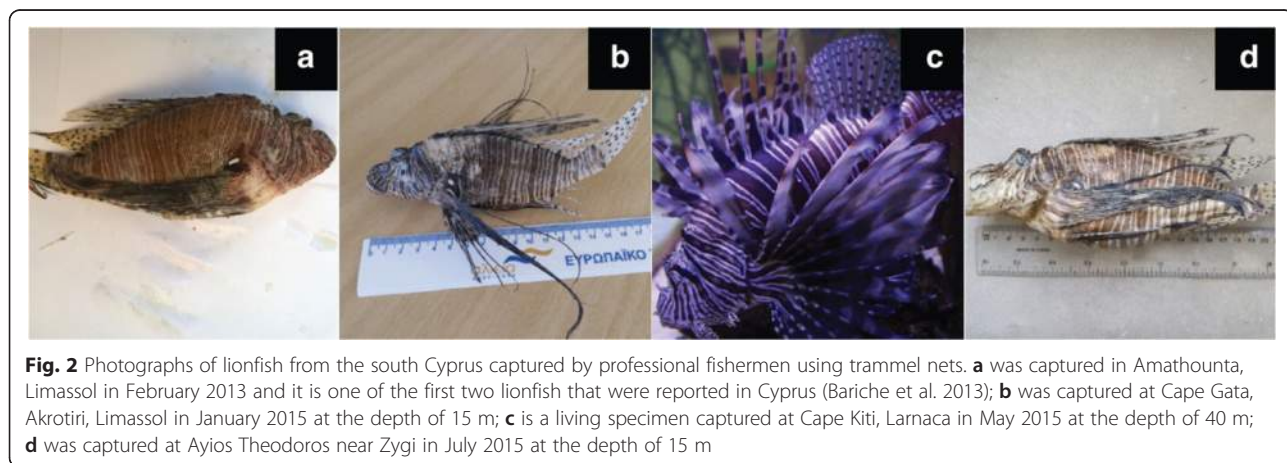 a
b
c
d
ΕΥΡΩΠΑΪΚΟ
Fig. 2 Photographs of lionfish from the south Cyprus captured by professional fishermen using trammel nets. a was captured in Amathounta,
Limassol in February 2013 and it is one of the first two lionfish that were reported in Cyprus (Bariche et al. 2013); b was captured at Cape Gata,
Akrotiri, Limassol in January 2015 at the depth of 15 m; c is a living specimen captured at Cape Kiti, Larnaca in May 2015 at the depth of 40 m;
d was captured at Ayios Theodoros near Zygi in July 2015 at the depth of 15 m